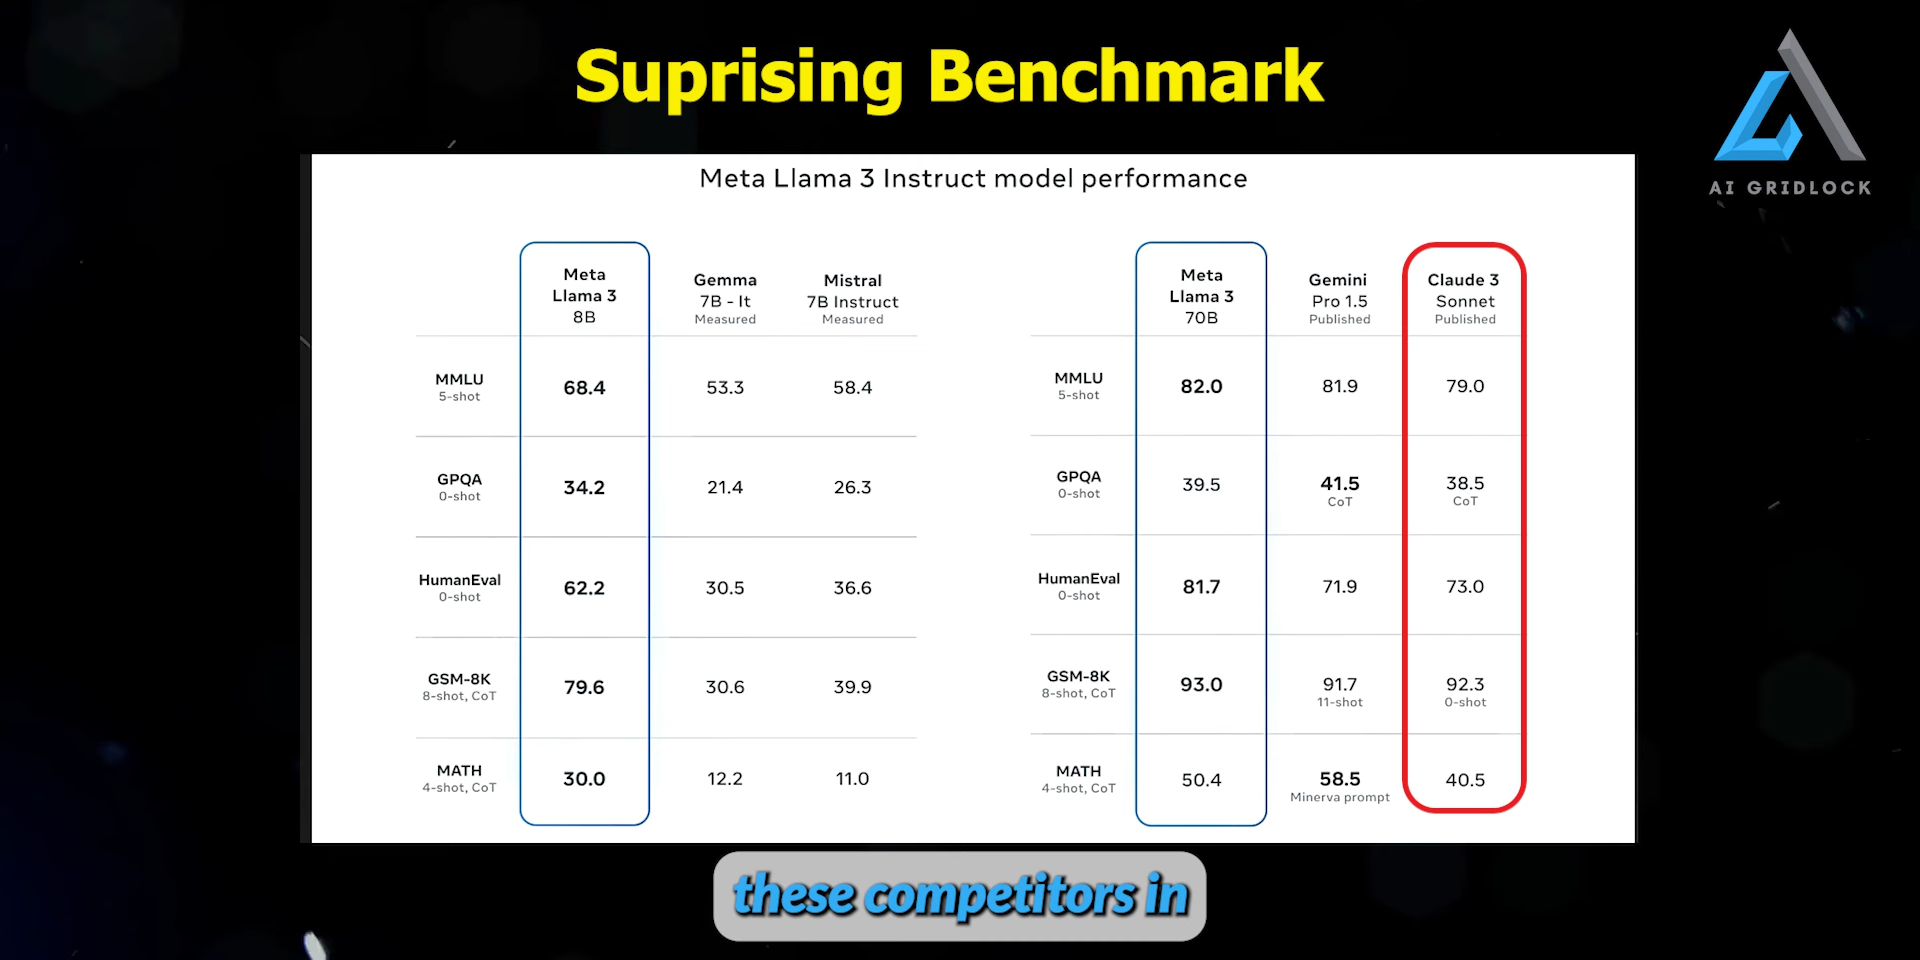 Suprising Benchmark
AI GRIDLOCK
Meta Llama 3 Instruct model performance
Meta
Llama 3
8B
Gemma
7B - It
Measured
Mistral
7B Instruct
Measured
MMLU
5-shot
68.4
53.3
58.4
GPQA
0-shot
34.2
21.4
26.3
HumanEval
0-shot
62.2
30.5
36.6
GSM-8K
8-shot, CoT
79.6
30.6
39.9
MATH
4-shot, CoT
30.0
12.2
11.0
Meta
Llama 3
70B
Gemini
Pro 1.5
Published
Claude 3
Sonnet
Published
MMLU
5-shot
82.0
81.9
79.0
GPQA
0-shot
39.5
41.5
CoT
38.5
CoT
HumanEval
0-shot
81.7
71.9
73.0
GSM-8K
8-shot, CoT
93.0
91.7
11-shot
92.3
0-shot
MATH
4-shot, CoT
50.4
58.5
Minerva prompt
40.5
these competitors in